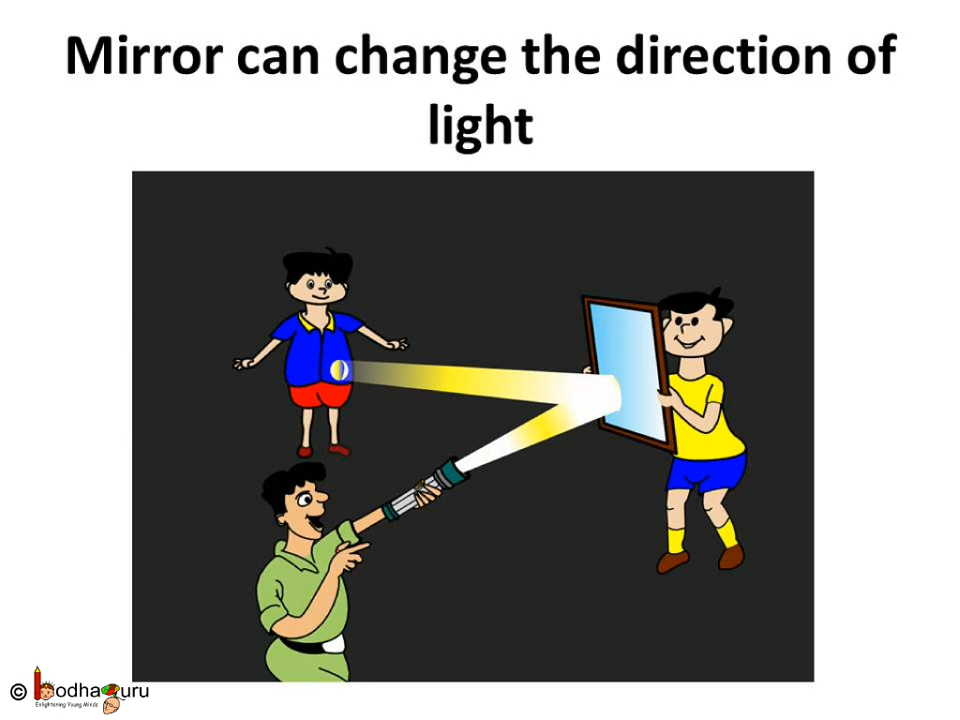 Mirror can change the direction of
light
© bodhaguru
Enlightening Young Minds